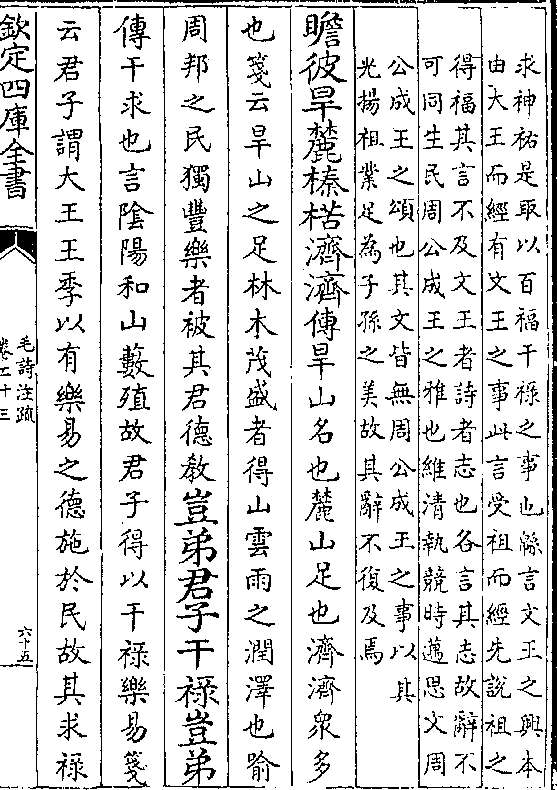 求神祐是取以百福干祿之事也緜言文王之興本
由大王而經有文王之事此言受祖而經先說祖之
得福其言不及文王者詩者志也各言其志故辭不
可同生民周公成王之雅也維清執競時邁思文周
公成王之頌也其文皆無周公成王之事以其
光揚祖業足為子孫之美故其辭不復及焉
瞻彼旱麓榛楛濟濟傳旱山名也麓山足也濟濟衆多
也箋云旱山之足林木茂盛者得山雲雨之潤澤也喻
周邦之民獨豐樂者被其君德敎豈弟君子干祿豈弟
傳干求也言陰陽和山藪殖故君子得以干祿樂易箋
云君子謂大王王季以有樂易之德施於民故其求祿
欽定四庫全書
毛詩注疏
卷二十三
六十五